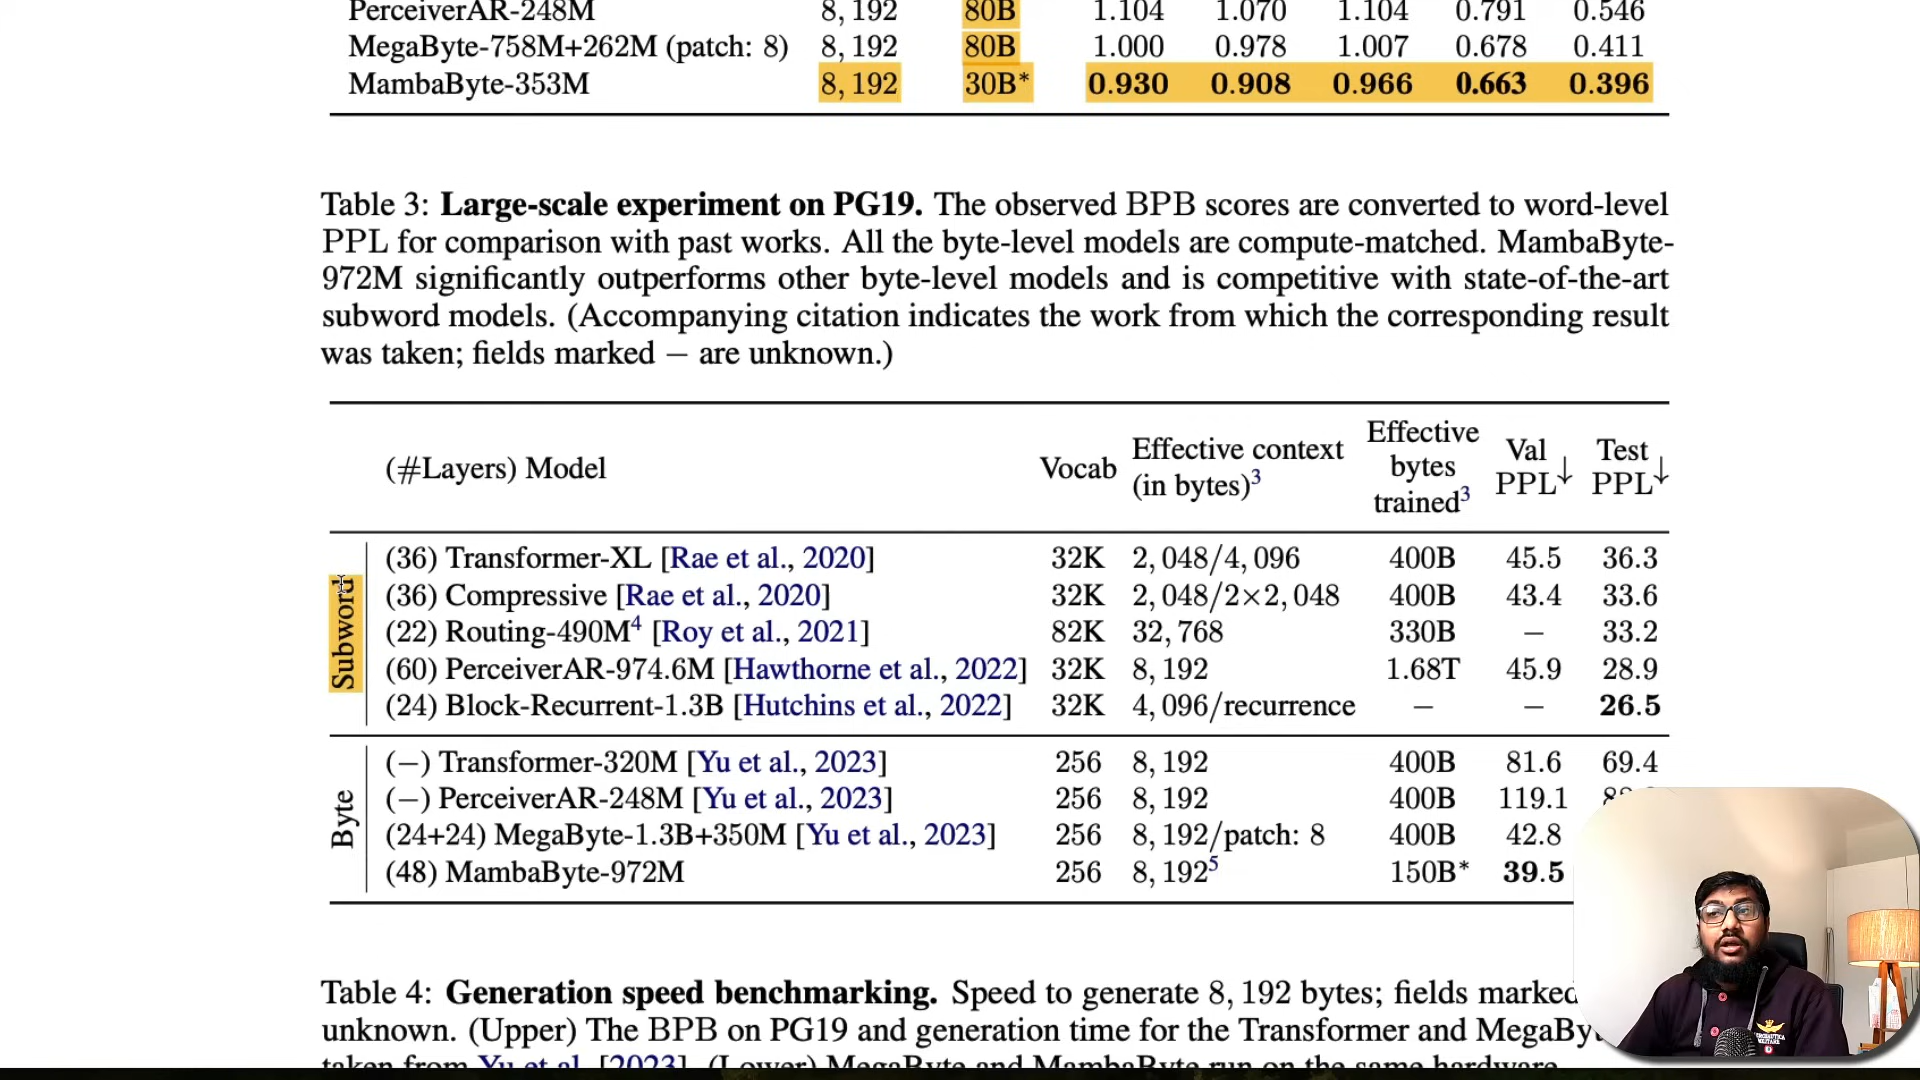 PerceiverAR-248M 8,192 80B 1.104 1.070 1.104 0.791 0.546
MegaByte-758M+262M (patch: 8) 8,192 80B 1.000 0.978 1.007 0.678 0.411
MambaByte-353M 8,192 30B* 0.930 0.908 0.966 0.663 0.396
Table 3: Large-scale experiment on PG19. The observed BPB scores are converted to word-level
PPL for comparison with past works. All the byte-level models are compute-matched. MambaByte-
972M significantly outperforms other byte-level models and is competitive with state-of-the-art
subword models. (Accompanying citation indicates the work from which the corresponding result
was taken; fields marked – are unknown.)
(#Layers) Model Vocab Effective context (in bytes)³ Effective bytes trained³ Val PPL↓ Test PPL↓
Subword
(36) Transformer-XL [Rae et al., 2020] 32K 2,048/4,096 400B 45.5 36.3
(36) Compressive [Rae et al., 2020] 32K 2,048/2×2,048 400B 43.4 33.6
(22) Routing-490M⁴ [Roy et al., 2021] 82K 32,768 330B – 33.2
(60) PerceiverAR-974.6M [Hawthorne et al., 2022] 32K 8,192 1.68T 45.9 28.9
(24) Block-Recurrent-1.3B [Hutchins et al., 2022] 32K 4,096/recurrence – – 26.5
Byte
(–) Transformer-320M [Yu et al., 2023] 256 8,192 400B 81.6 69.4
(–) PerceiverAR-248M [Yu et al., 2023] 256 8,192 400B 119.1
(24+24) MegaByte-1.3B+350M [Yu et al., 2023] 256 8,192/patch: 8 400B 42.8
(48) MambaByte-972M 256 8,192⁵ 150B* 39.5
Table 4: Generation speed benchmarking. Speed to generate 8,192 bytes; fields marked
unknown. (Upper) The BPB on PG19 and generation time for the Transformer and MegaBy
taken from Yu et al. [2023]. (Lower) MegaByte and MambaByte run on the same hardware.